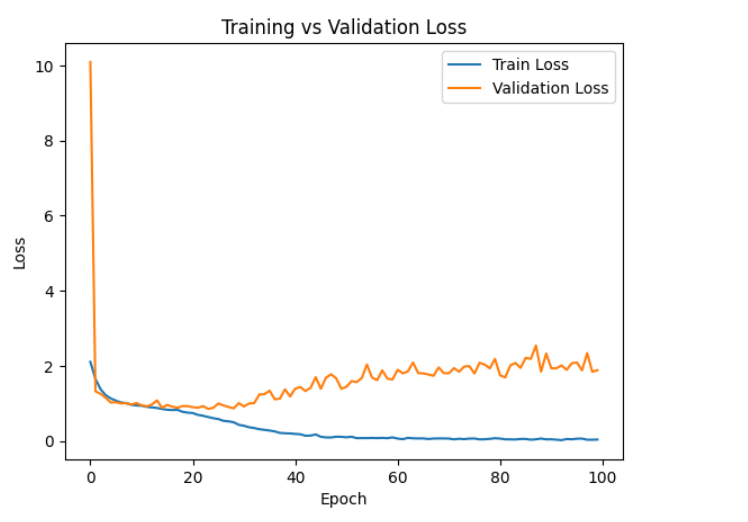 Training vs Validation Loss
Train Loss
Validation Loss
10
8
6
4
2
0
Loss
0 20 40 60 80 100
Epoch